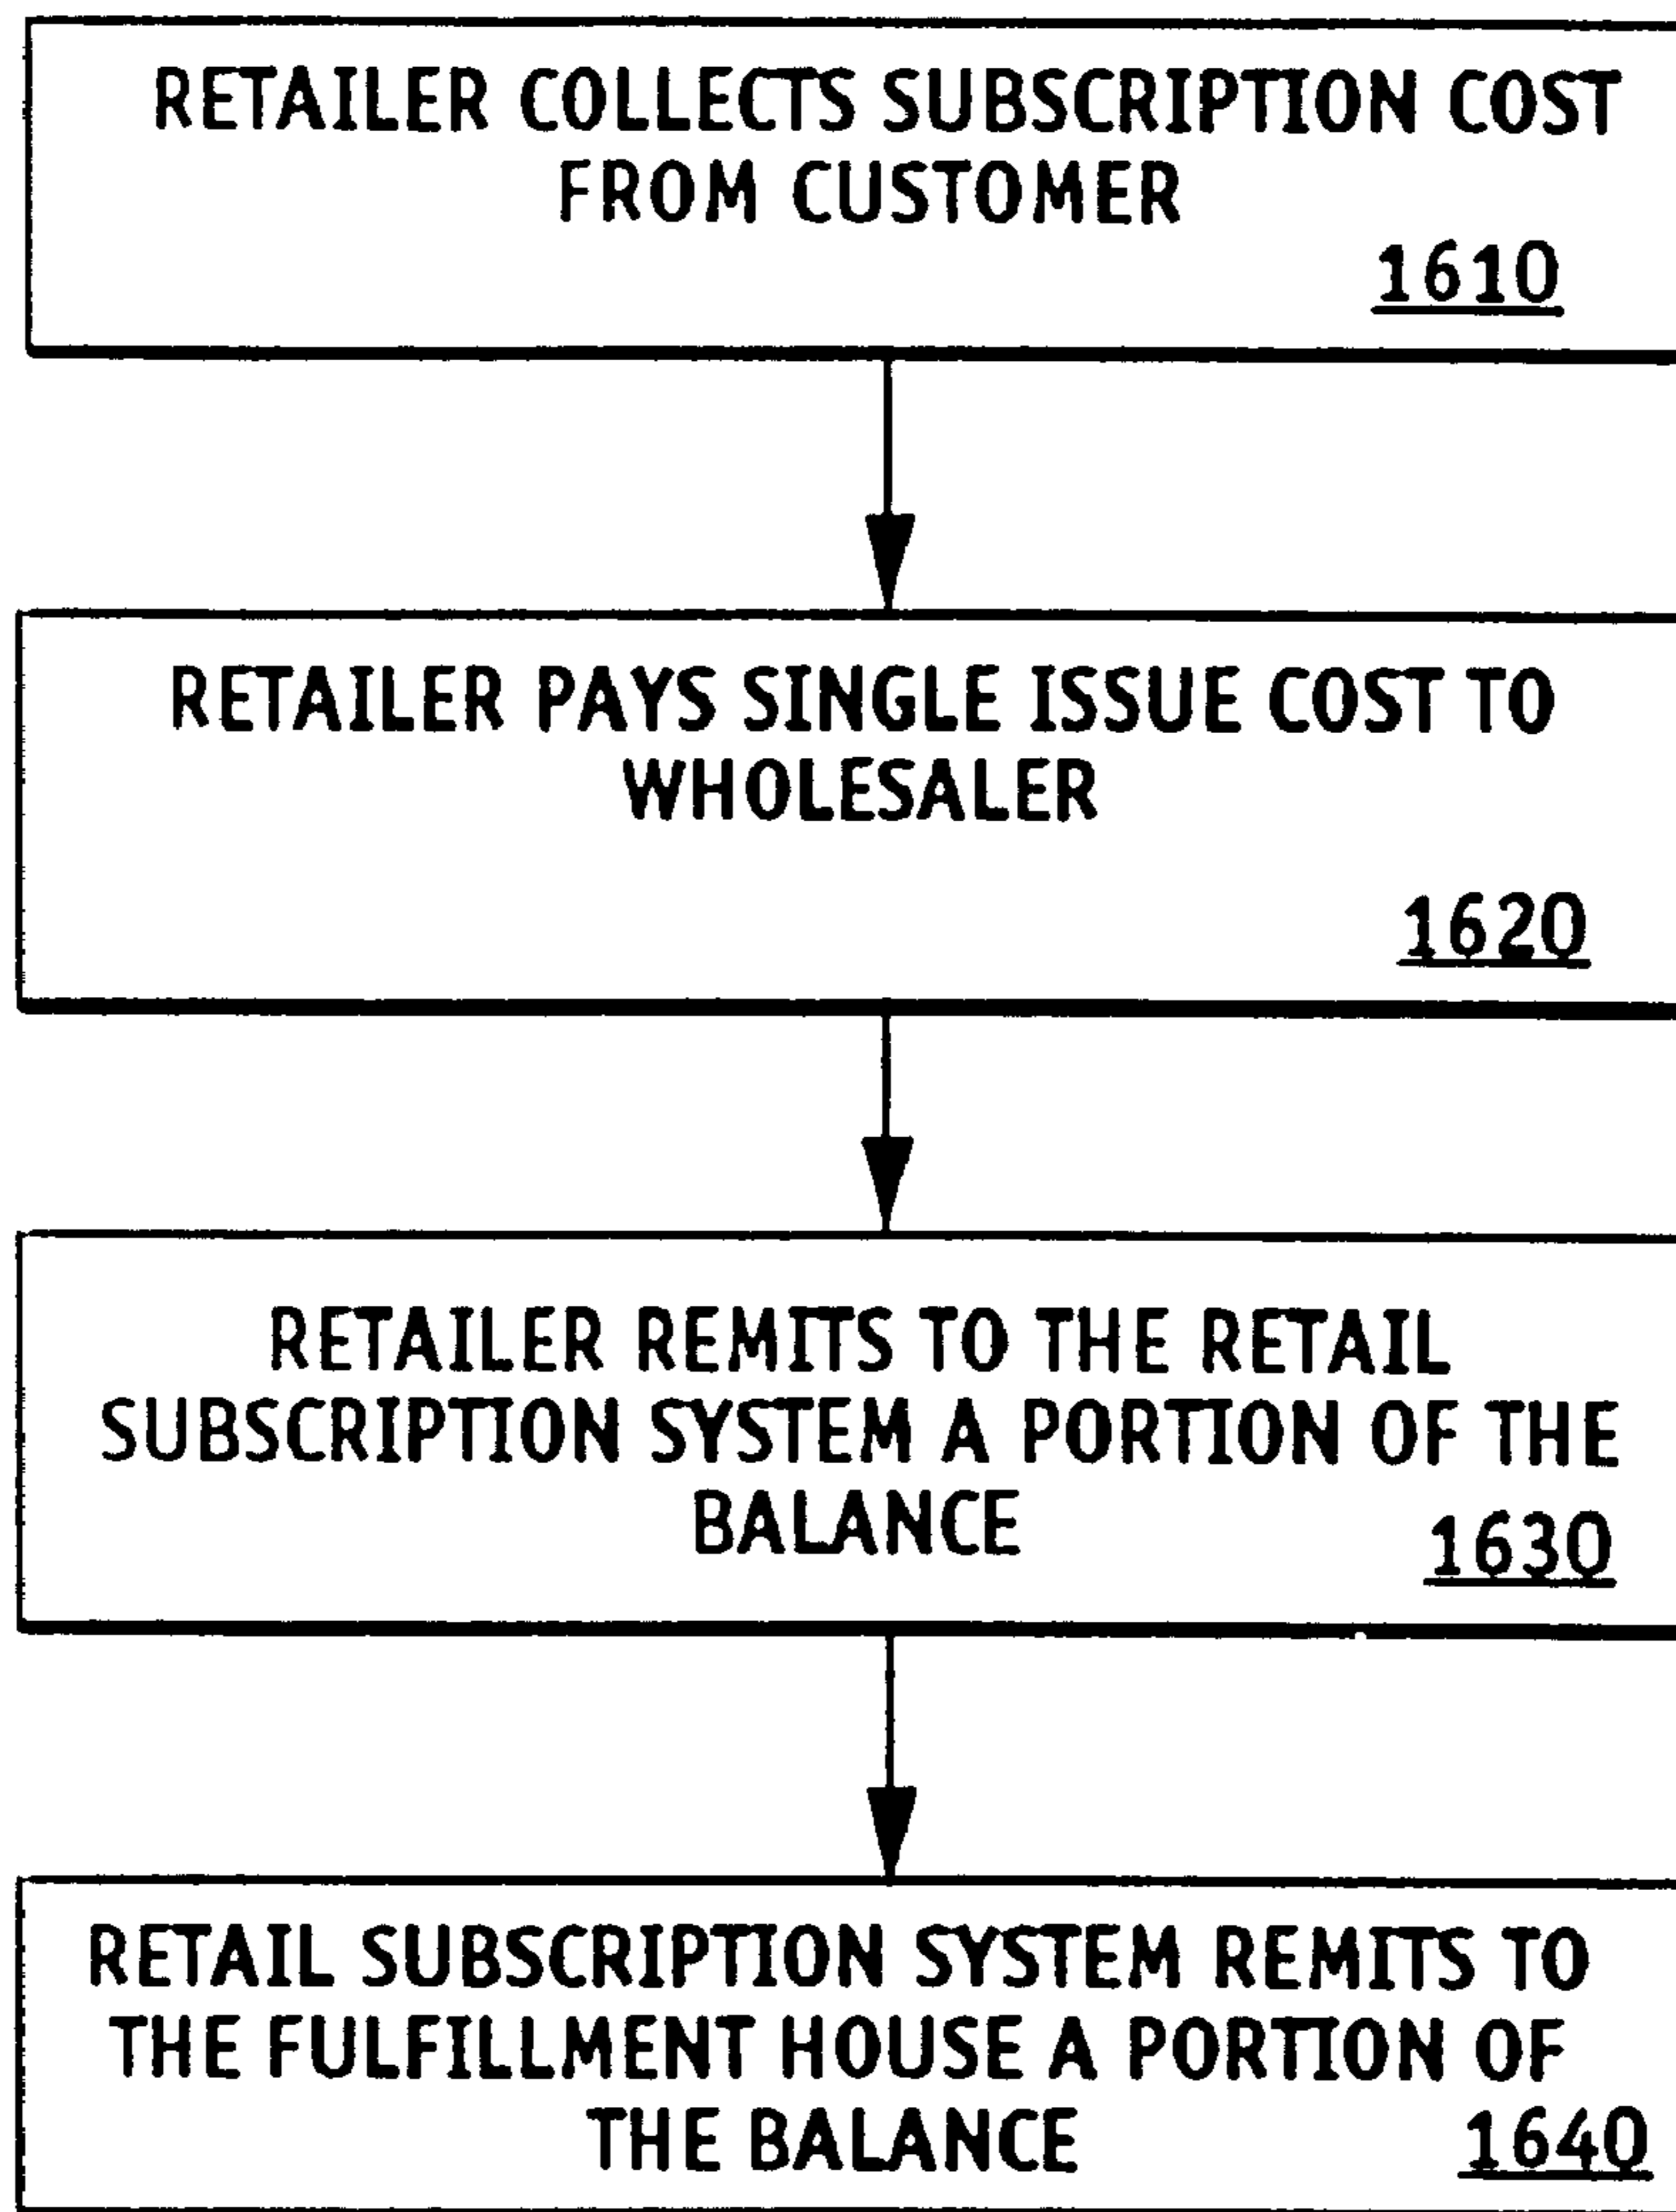 RETAILER COLLECTS SUBSCRIPTION COST
FROM CUSTOMER
1610
RETAILER PAYS SINGLE ISSUE COST TO
WHOLESALER
1620
RETAILER REMITS TO THE RETAIL
SUBSCRIPTION SYSTEM A PORTION OF THE
BALANCE
1630
RETAIL SUBSCRIPTION SYSTEM REMITS TO
THE FULFILLMENT HOUSE A PORTION OF
THE BALANCE
1640